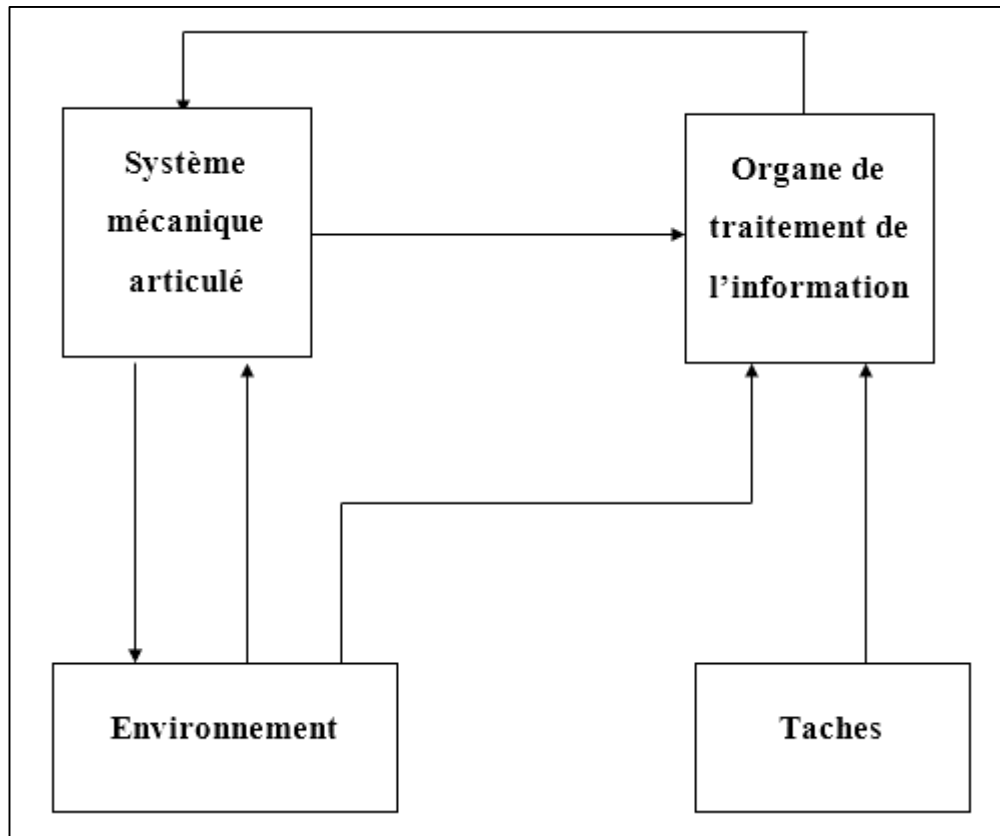 Système
mécanique
articulé
Organe de
traitement de
l’information
Environnement
Taches